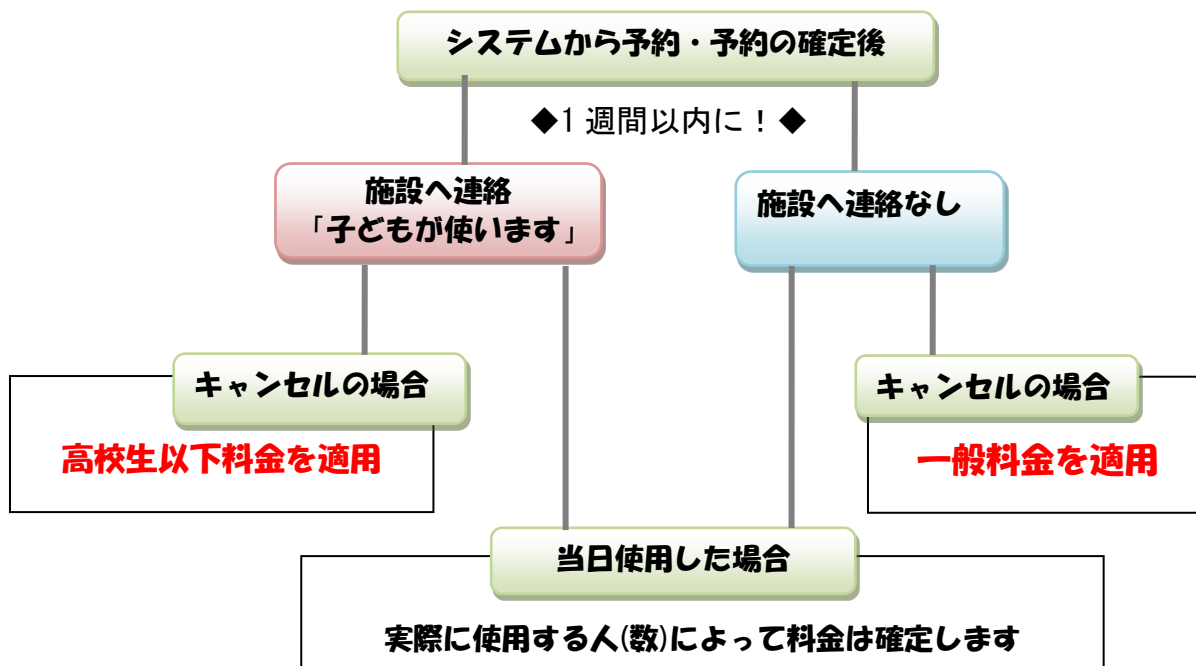 システムから予約・予約の確定後
◆1週間以内に！◆
施設へ連絡
「子どもが使います」
施設へ連絡なし
キャンセルの場合
高校生以下料金を適用
キャンセルの場合
一般料金を適用
当日使用した場合
実際に使用する人(数)によって料金は確定します